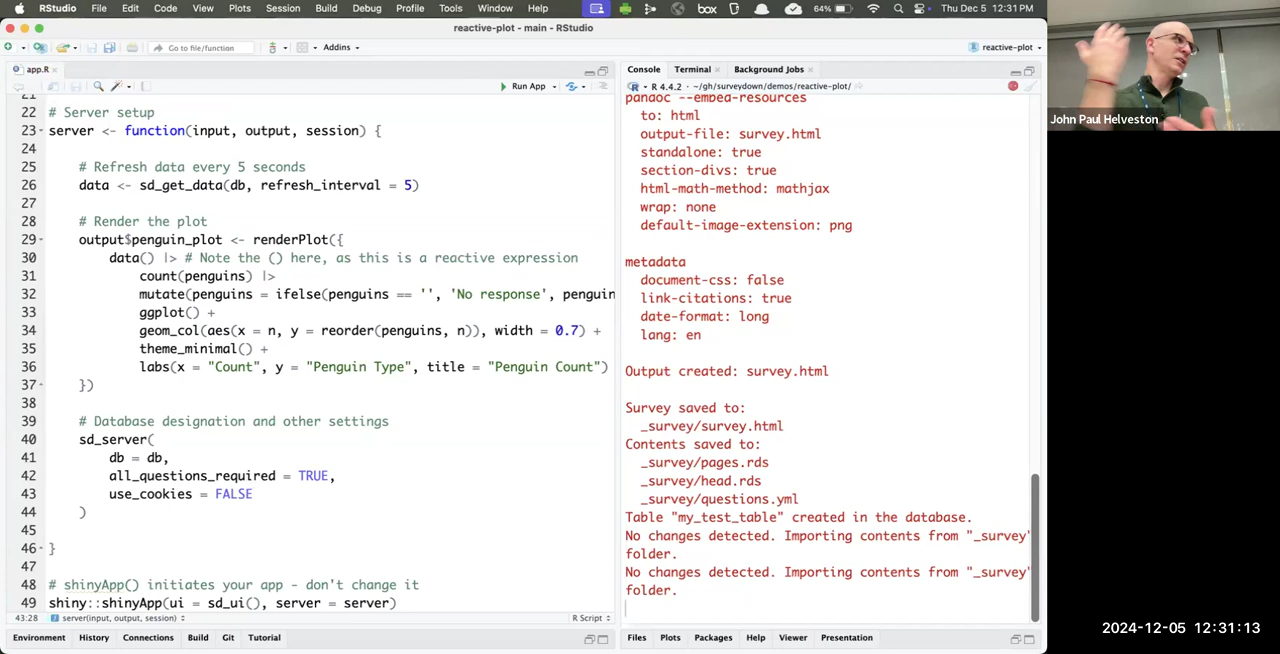 RStudio File Edit Code View Plots Session Build Debug Profile Tools Window Help box 64% Thu Dec 5 12:31 PM
reactive-plot - main - RStudio
Go to file/function Addins reactive-plot
app.R
Run App
21
22 # Server setup
23 server <- function(input, output, session) {
24
25 # Refresh data every 5 seconds
26 data <- sd_get_data(db, refresh_interval = 5)
27
28 # Render the plot
29 output$penguin_plot <- renderPlot({
30 data() |> # Note the () here, as this is a reactive expression
31 count(penguins) |>
32 mutate(penguins = ifelse(penguins == '', 'No response', penguin
33 ggplot() +
34 geom_col(aes(x = n, y = reorder(penguins, n)), width = 0.7) +
35 theme_minimal() +
36 labs(x = "Count", y = "Penguin Type", title = "Penguin Count")
37 })
38
39 # Database designation and other settings
40 sd_server(
41 db = db,
42 all_questions_required = TRUE,
43 use_cookies = FALSE
44 )
45
46 }
47
48 # shinyApp() initiates your app - don't change it
49 shiny::shinyApp(ui = sd_ui(), server = server)
43:28 server(input, output, session) R Script
Environment History Connections Build Git Tutorial
Console Terminal Background Jobs
R 4.4.2 · ~/gh/surveydown/demos/reactive-plot/
pandoc --embed-resources
to: html
output-file: survey.html
standalone: true
section-divs: true
html-math-method: mathjax
wrap: none
default-image-extension: png
metadata
document-css: false
link-citations: true
date-format: long
lang: en
Output created: survey.html
Survey saved to:
_survey/survey.html
Contents saved to:
_survey/pages.rds
_survey/head.rds
_survey/questions.yml
Table "my_test_table" created in the database.
No changes detected. Importing contents from "_survey"
folder.
No changes detected. Importing contents from "_survey"
folder.
Files Plots Packages Help Viewer Presentation
John Paul Helveston
2024-12-05 12:31:13